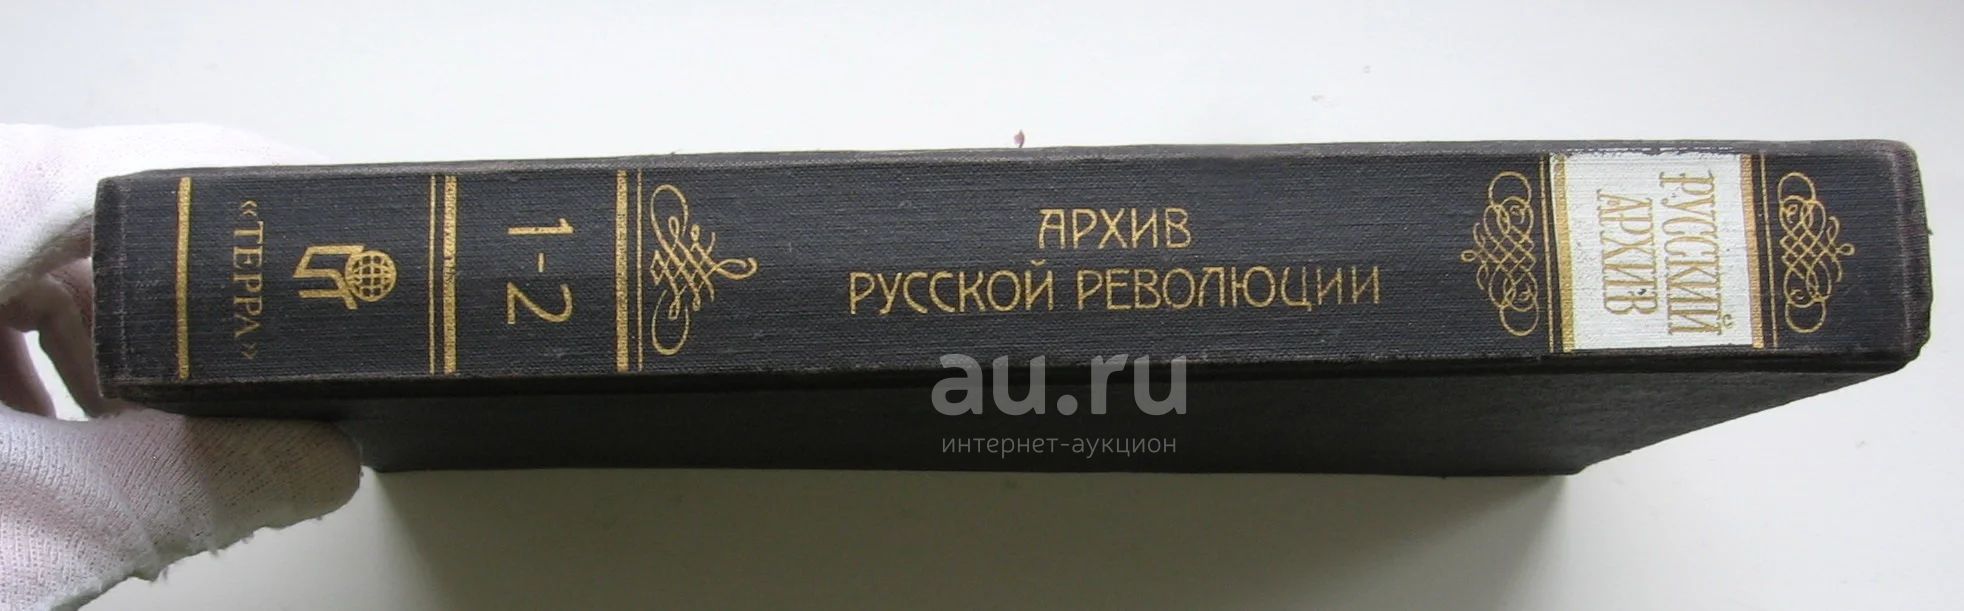 «ТЕРРА»
1-2
АРХИВ
РУССКОЙ РЕВОЛЮЦИИ
РУССКИЙ
АРХИВ
au.ru
интернет-аукцион